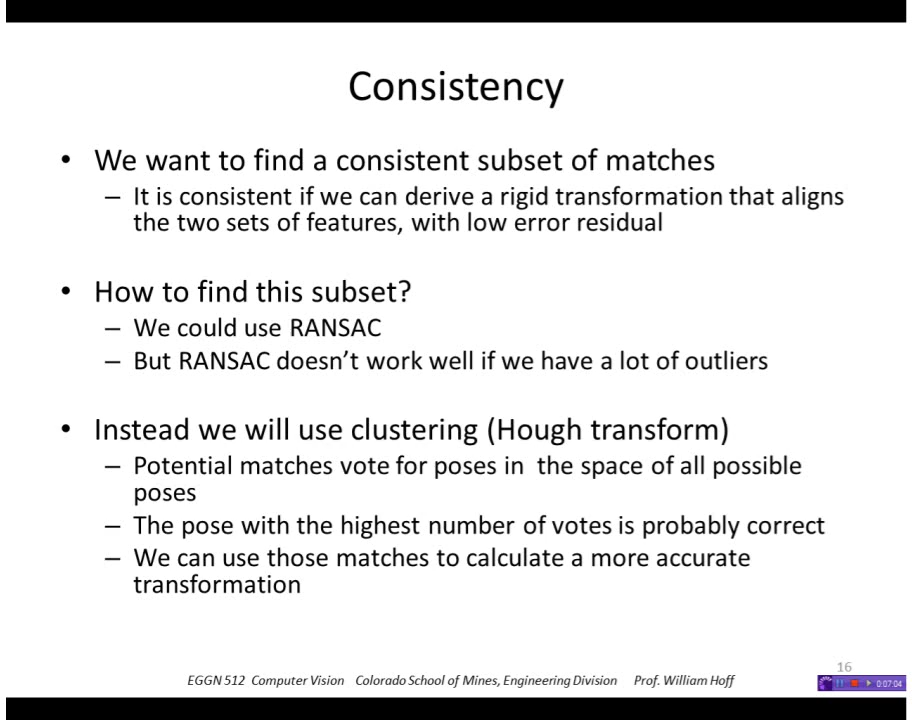 Consistency
• We want to find a consistent subset of matches
– It is consistent if we can derive a rigid transformation that aligns
the two sets of features, with low error residual
• How to find this subset?
– We could use RANSAC
– But RANSAC doesn't work well if we have a lot of outliers
• Instead we will use clustering (Hough transform)
– Potential matches vote for poses in the space of all possible
poses
– The pose with the highest number of votes is probably correct
– We can use those matches to calculate a more accurate
transformation
16
EGGN 512 Computer Vision Colorado School of Mines, Engineering Division Prof. William Hoff
0:07:04